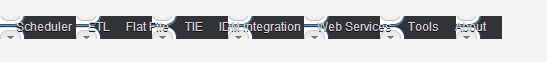 Scheduler ETL Flat File TIE IDM Integration Web Services Tools About